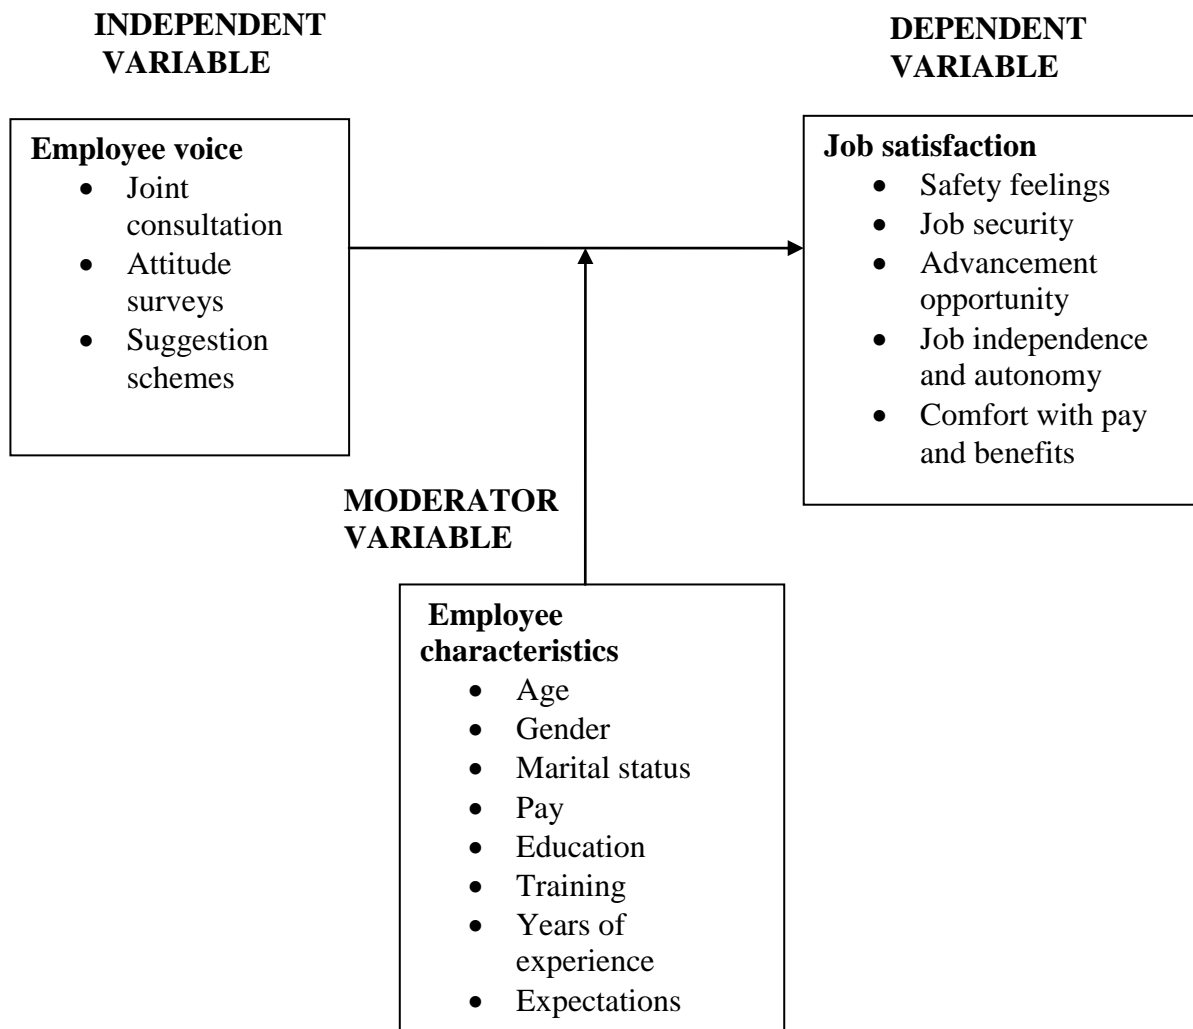 INDEPENDENT
VARIABLE
Employee voice
• Joint
consultation
• Attitude
surveys
• Suggestion
schemes
DEPENDENT
VARIABLE
Job satisfaction
• Safety feelings
• Job security
• Advancement
opportunity
• Job independence
and autonomy
• Comfort with pay
and benefits
MODERATOR
VARIABLE
Employee
characteristics
• Age
• Gender
• Marital status
• Pay
• Education
• Training
• Years of
experience
• Expectations